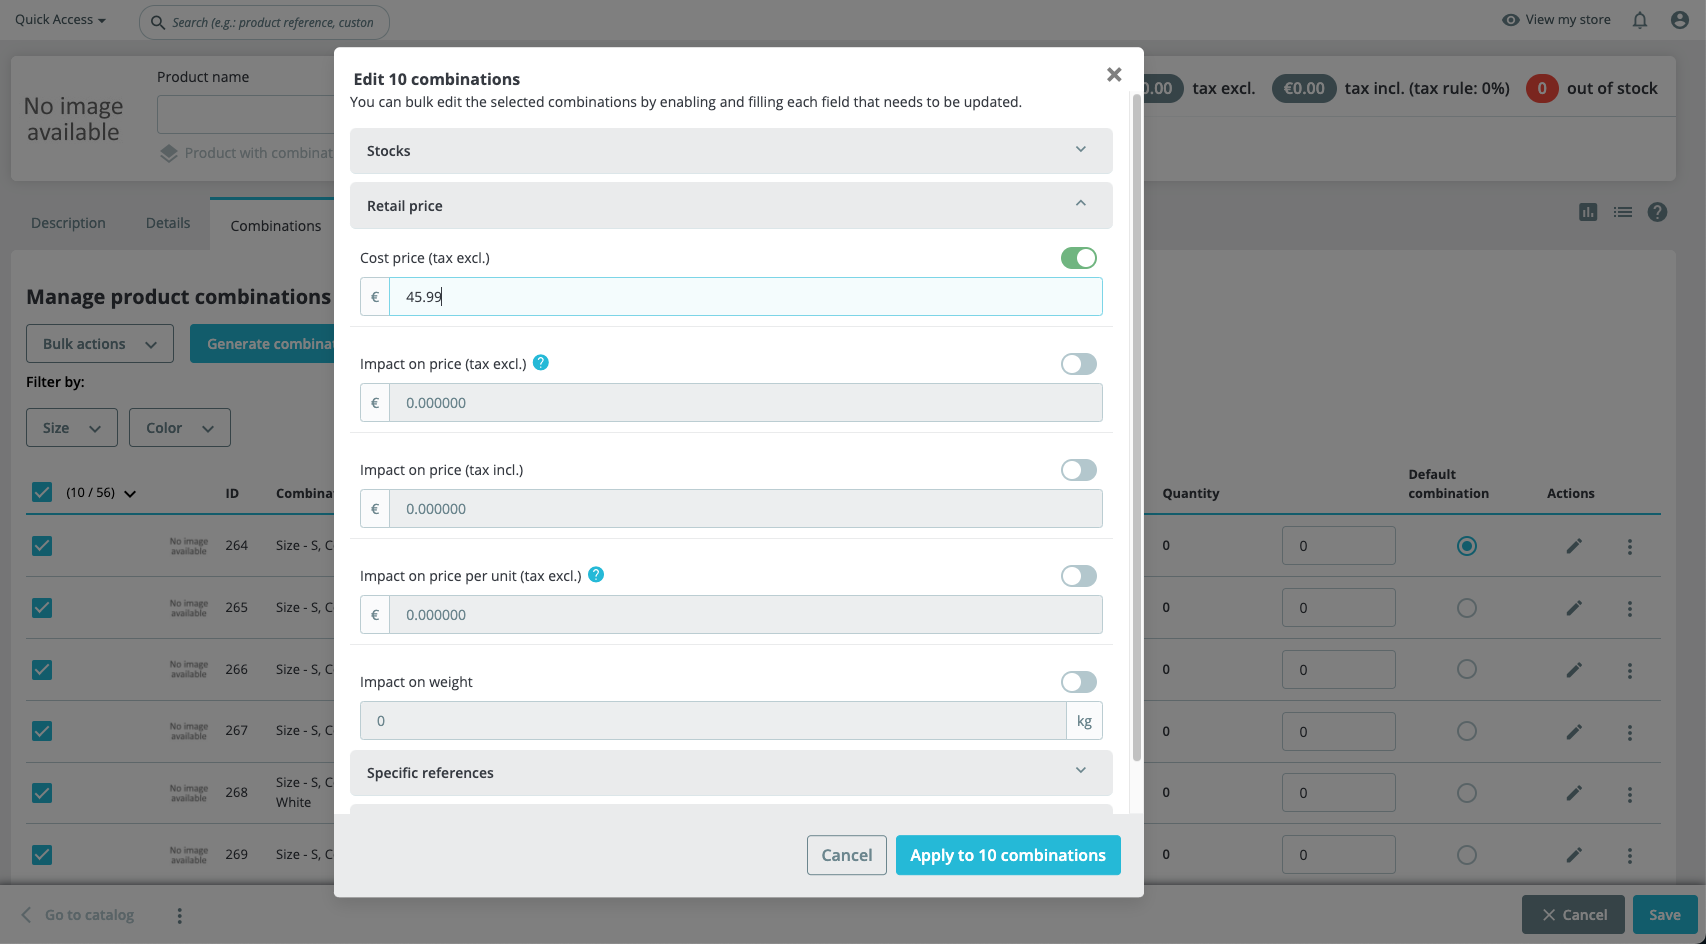 Quick Access
Search (e.g.: product reference, custon
View my store
No image available
Product name
Product with combinat
0.00 tax excl.
€0.00 tax incl. (tax rule: 0%)
0 out of stock
Description
Details
Combinations
Manage product combinations
Bulk actions
Generate combina
Filter by:
Size
Color
(10 / 56)
ID
Combina
Quantity
Default combination
Actions
No image available
264
Size - S, C
0
0
No image available
265
Size - S, C
0
0
No image available
266
Size - S, C
0
0
No image available
267
Size - S, C
0
0
No image available
268
Size - S, C
White
0
0
No image available
269
Size - S, C
0
0
Go to catalog
Cancel
Save
Edit 10 combinations
You can bulk edit the selected combinations by enabling and filling each field that needs to be updated.
Stocks
Retail price
Cost price (tax excl.)
€ 45.99
Impact on price (tax excl.) ?
€ 0.000000
Impact on price (tax incl.)
€ 0.000000
Impact on price per unit (tax excl.) ?
€ 0.000000
Impact on weight
0 kg
Specific references
Cancel
Apply to 10 combinations